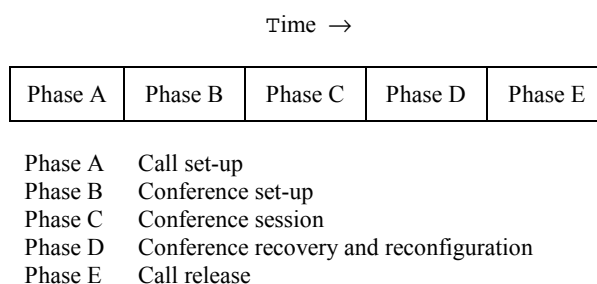 Time →
Phase A Phase B Phase C Phase D Phase E
Phase A Call set-up
Phase B Conference set-up
Phase C Conference session
Phase D Conference recovery and reconfiguration
Phase E Call release